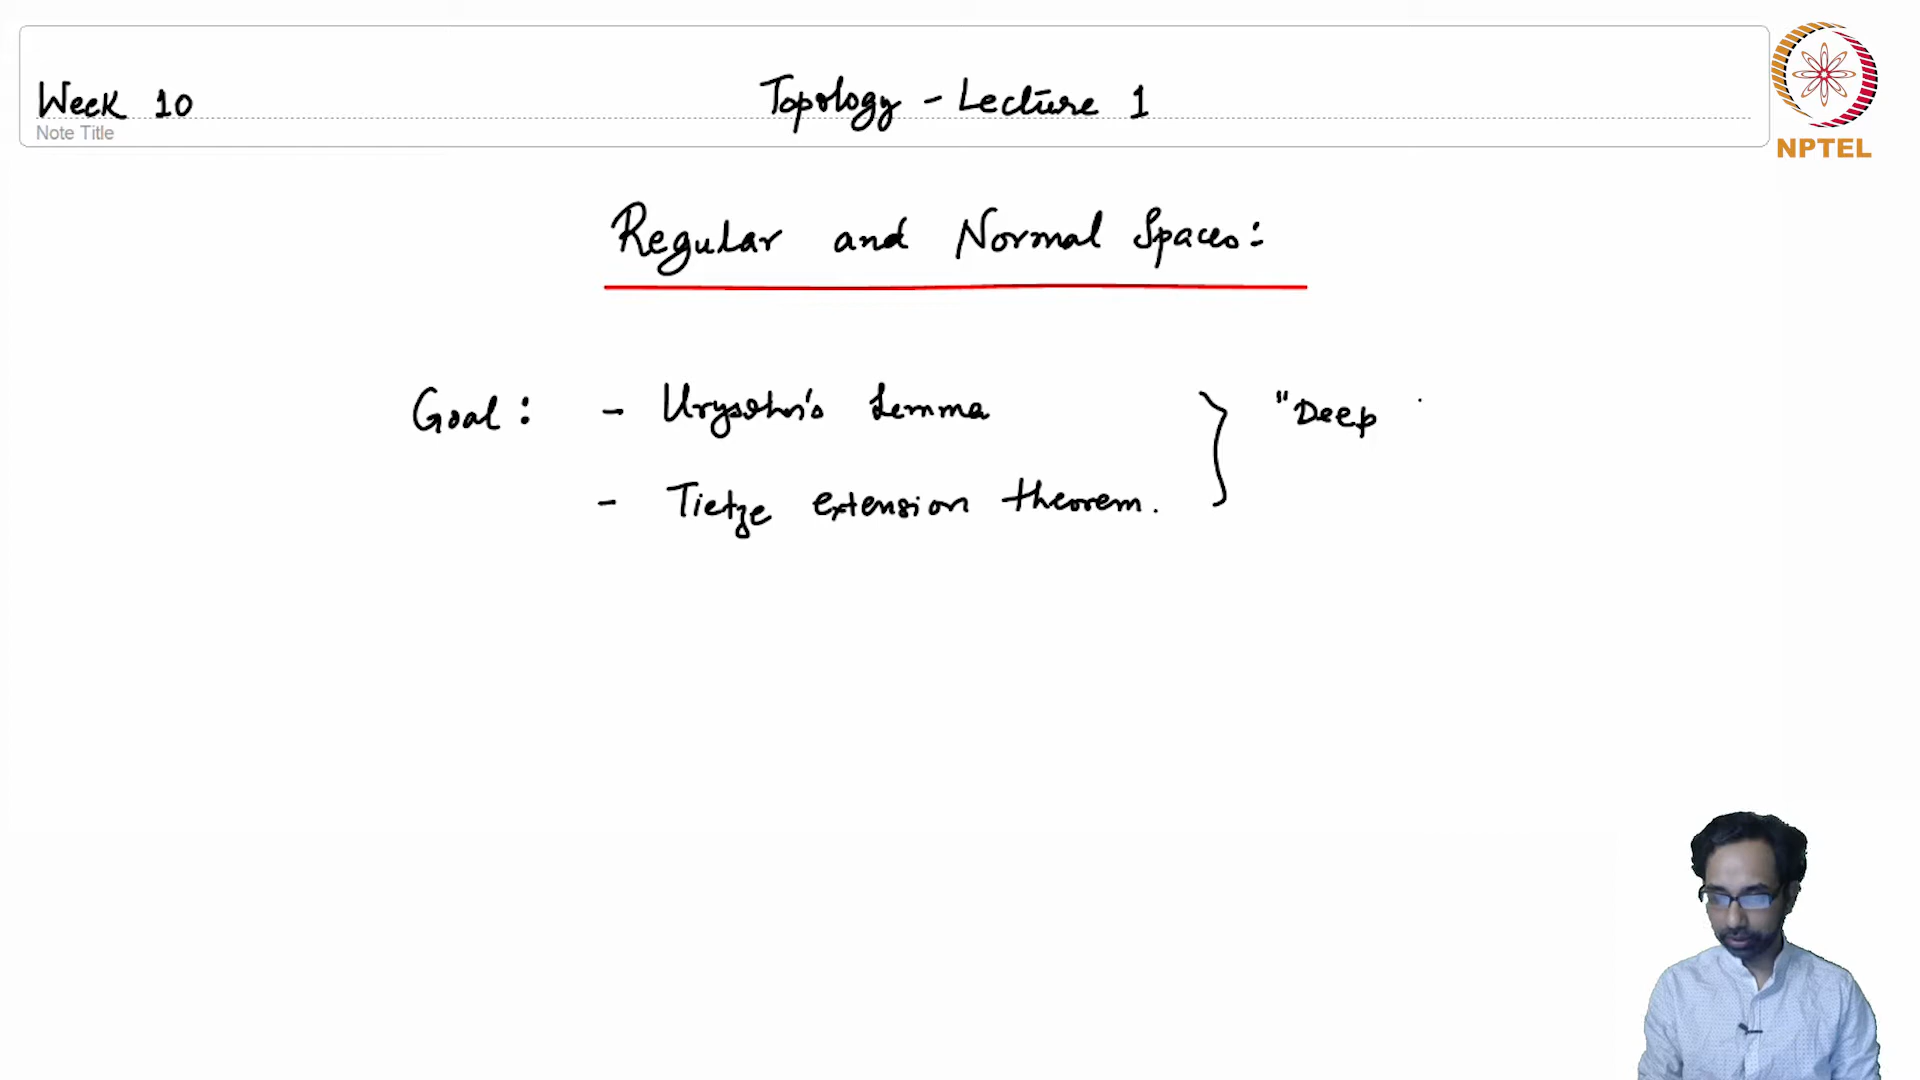 Week 10
Topology - Lecture 1
Note Title
NPTEL
Regular and Normal Spaces:
Goal: - Urysohn's Lemma
"Deep
- Tietze extension theorem.